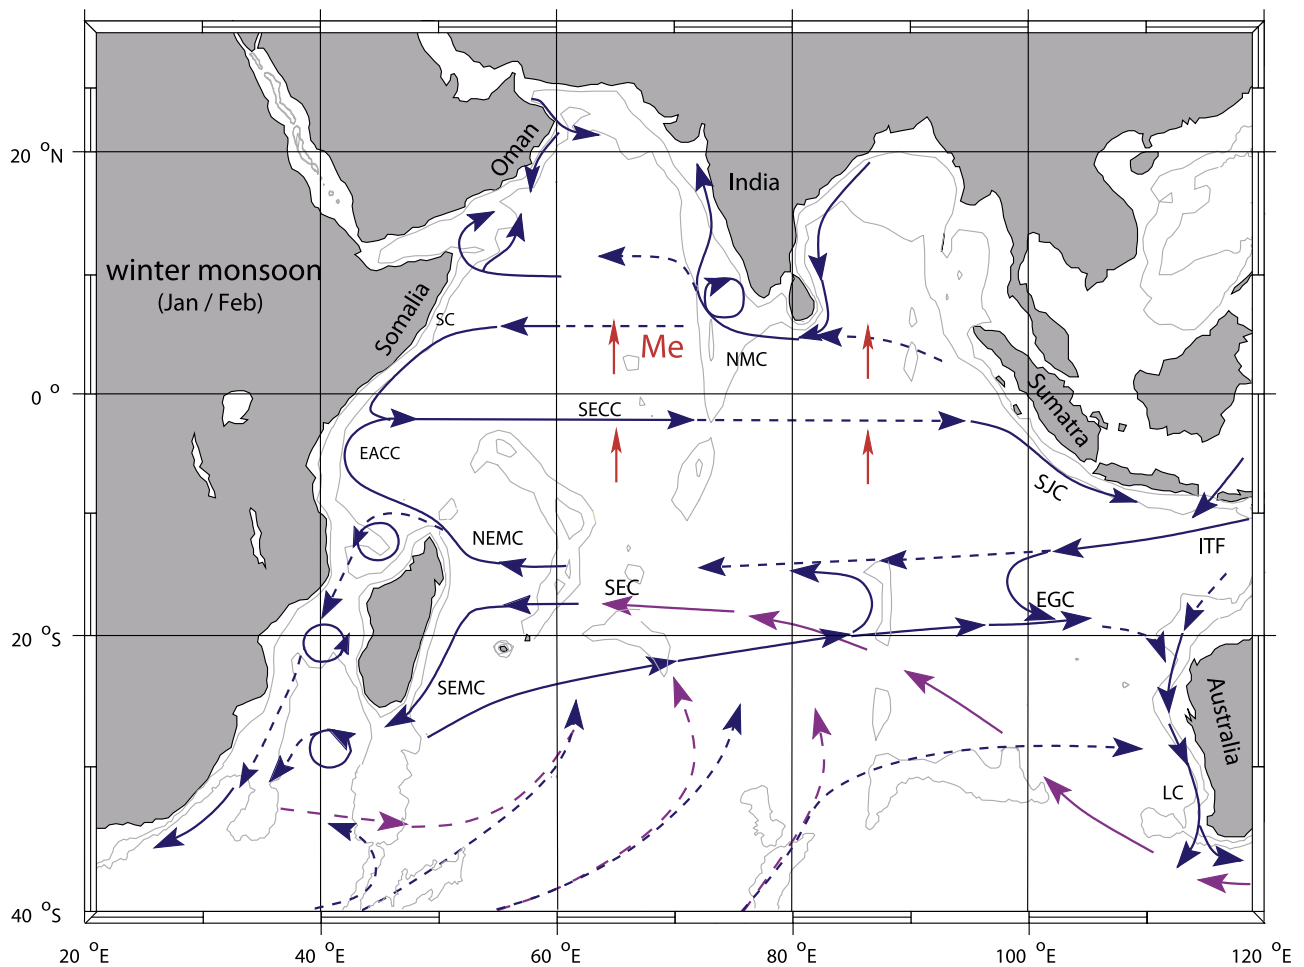 Oman
20 °N
India
winter monsoon
(Jan / Feb)
Somalia
SC
Me
NMC
0 °
Sumatra
SECC
EACC
SJC
NEMC
ITF
SEC
EGC
20 °S
SEMC
Australia
LC
40 °S
20 °E
40 °E
60 °E
80 °E
100 °E
120 °E